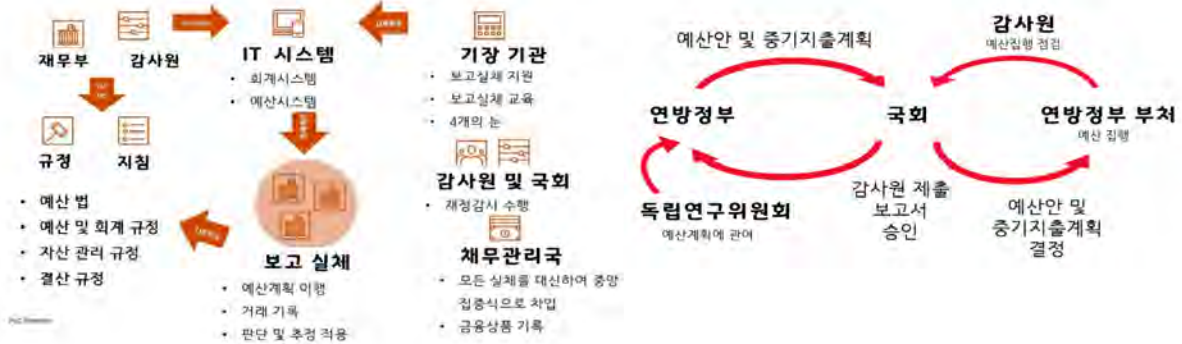 재무부
감사원
IT 시스템
• 회계시스템
• 예산시스템
기장 기관
• 보고실체 지원
• 보고실체 교육
• 4개의 눈
규정
지침
• 예산 법
• 예산 및 회계 규정
• 자산 관리 규정
• 결산 규정
보고 실체
• 예산계획 이행
• 거래 기록
• 판단 및 추정 적용
감사원 및 국회
• 재정감사 수행
채무관리국
• 모든 실체를 대신하여 중앙
집중식으로 차입
• 금융상품 기록
예산안 및 중기지출계획
감사원
예산집행 점검
연방정부
국회
연방정부 부처
예산 집행
독립연구위원회
예산계획에 관여
감사원 제출
보고서
승인
예산안 및
중기지출계획
결정